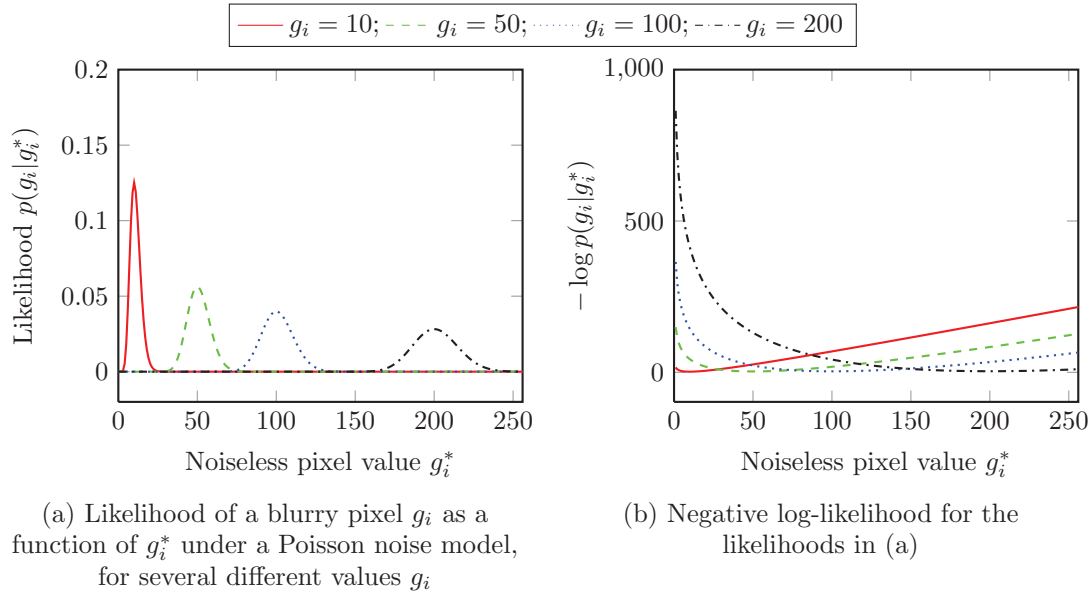 g_i = 10; g_i = 50; g_i = 100; g_i = 200
0.2
0.15
0.1
0.05
0
0 50 100 150 200 250
Likelihood p(g_i|g_i^*)
Noiseless pixel value g_i^*
(a) Likelihood of a blurry pixel g_i as a
function of g_i^* under a Poisson noise model,
for several different values g_i
1,000
500
0
0 50 100 150 200 250
− log p(g_i|g_i^*)
Noiseless pixel value g_i^*
(b) Negative log-likelihood for the
likelihoods in (a)